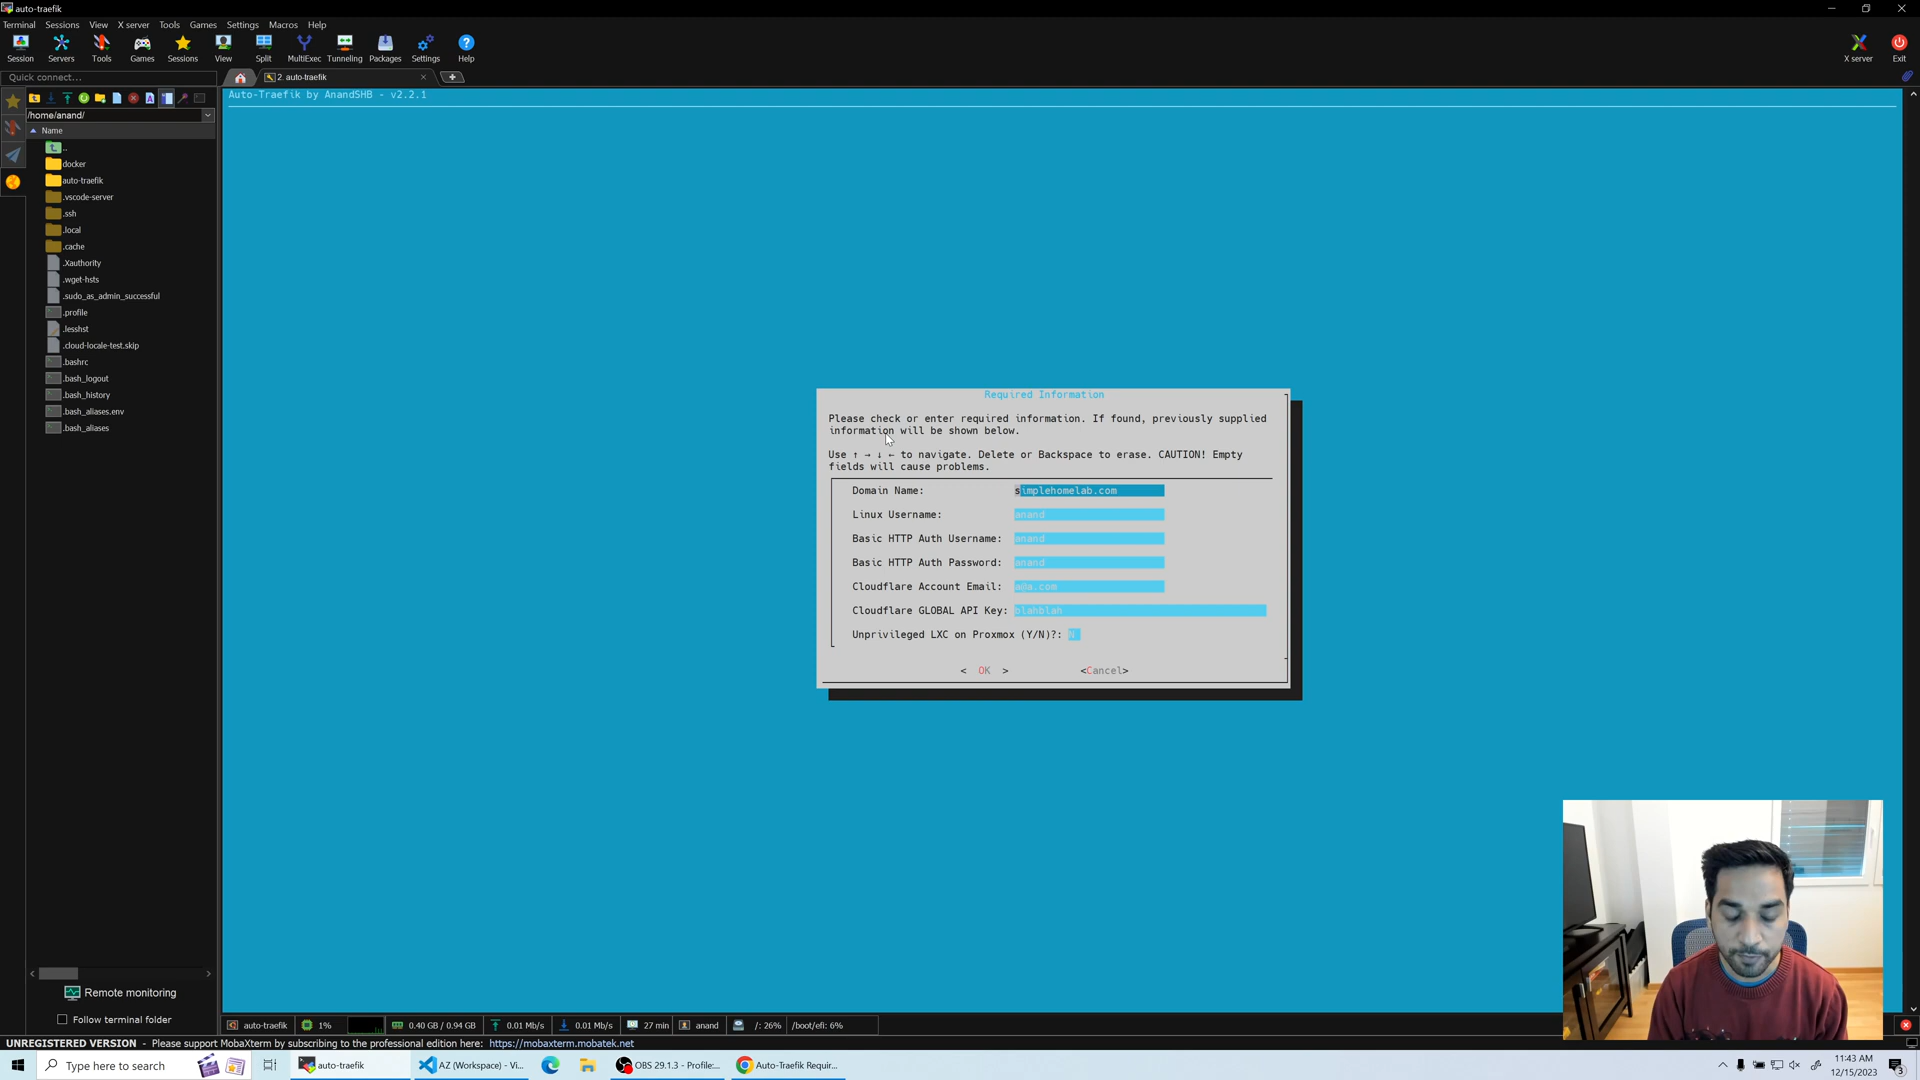 auto-traefik
Terminal Sessions View X server Tools Games Settings Macros Help
Session Servers Tools Games Sessions View Split MultiExec Tunneling Packages Settings Help X server Exit
Quick connect...
2. auto-traefik
/home/anand/
Name
..
docker
auto-traefik
.vscode-server
.ssh
.local
.cache
.Xauthority
.wget-hsts
.sudo_as_admin_successful
.profile
.lesshst
.cloud-locale-test.skip
.bashrc
.bash_logout
.bash_history
.bash_aliases.env
.bash_aliases
Remote monitoring
Follow terminal folder
Auto-Traefik by AnandSHB - v2.2.1
Required Information
Please check or enter required information. If found, previously supplied
information will be shown below.
Use ↑ → ↓ ← to navigate. Delete or Backspace to erase. CAUTION! Empty
fields will cause problems.
Domain Name: simplehomelab.com
Linux Username: anand
Basic HTTP Auth Username: anand
Basic HTTP Auth Password: anand
Cloudflare Account Email: a@a.com
Cloudflare GLOBAL API Key: blahblah
Unprivileged LXC on Proxmox (Y/N)?: N
< OK > <Cancel>
auto-traefik 1% 0.40 GB / 0.94 GB 0.01 Mb/s 0.01 Mb/s 27 min anand /: 26% /boot/efi: 6%
UNREGISTERED VERSION - Please support MobaXterm by subscribing to the professional edition here: https://mobaxterm.mobatek.net
Type here to search auto-traefik AZ (Workspace) - Vi... OBS 29.1.3 - Profile:... Auto-Traefik Requir...
11:43 AM
12/15/2023
3